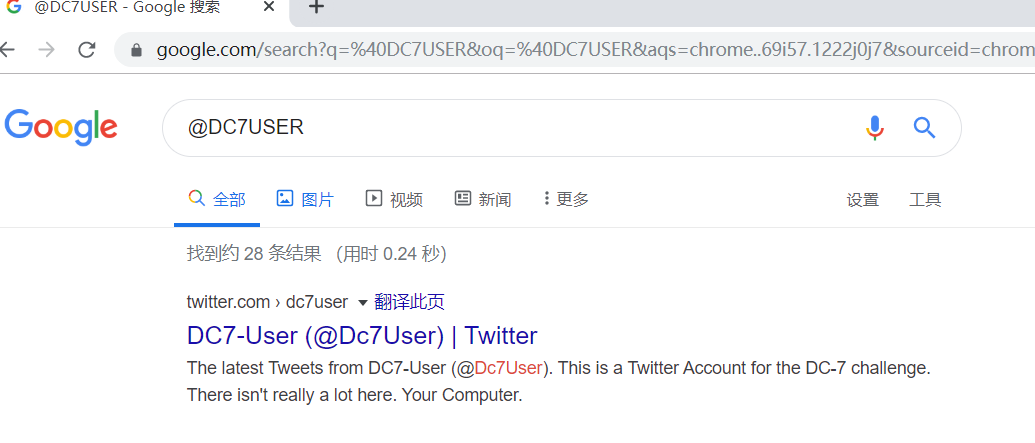 @DC7USER - Google 搜索
google.com/search?q=%40DC7USER&oq=%40DC7USER&aqs=chrome..69i57.1222j0j7&sourceid=chrom
Google
@DC7USER
全部 图片 视频 新闻 更多 设置 工具
找到约 28 条结果 （用时 0.24 秒）
twitter.com › dc7user 翻译此页
DC7-User (@Dc7User) | Twitter
The latest Tweets from DC7-User (@Dc7User). This is a Twitter Account for the DC-7 challenge.
There isn't really a lot here. Your Computer.